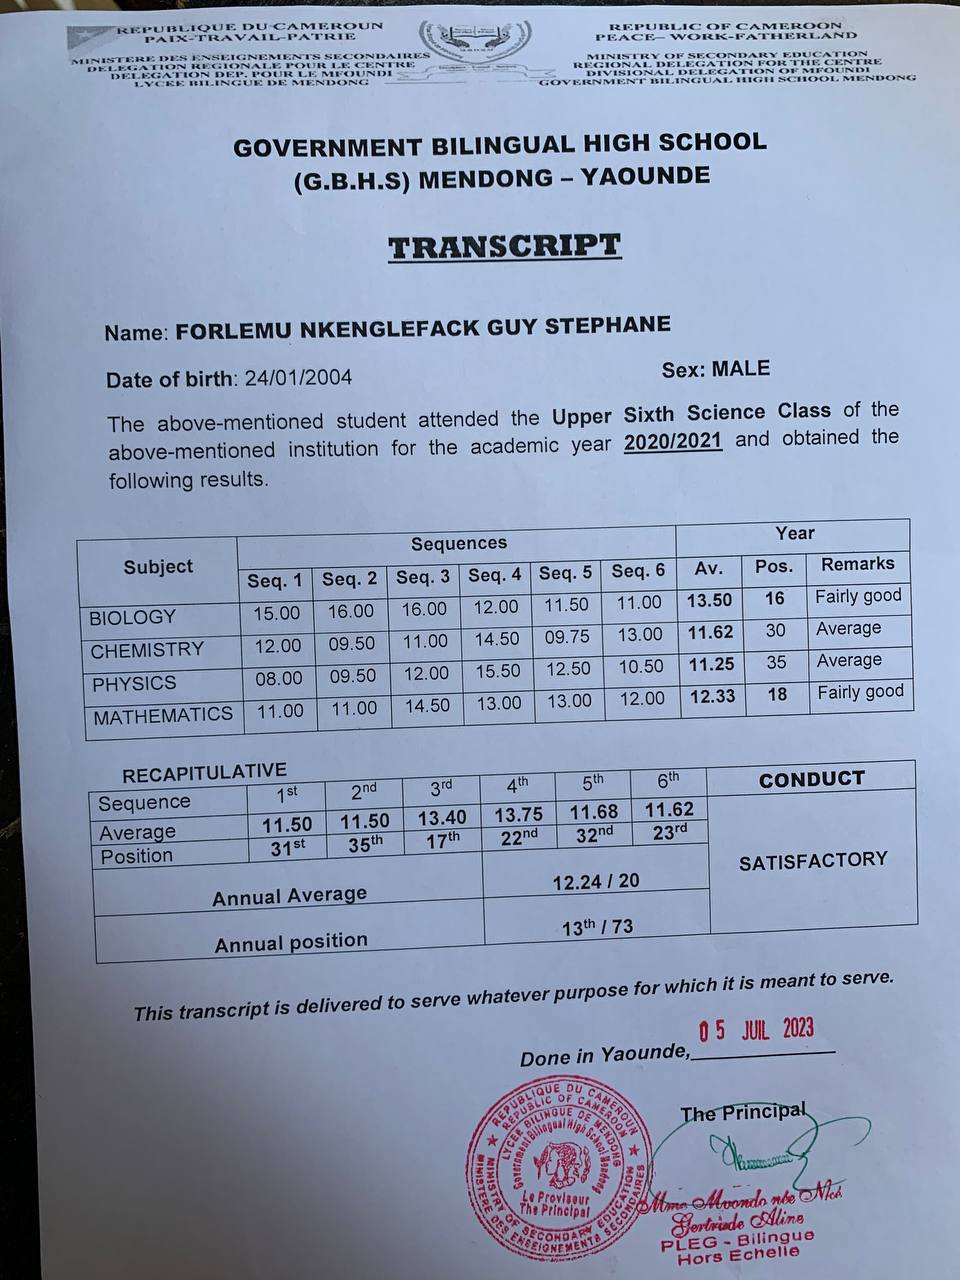 REPUBLIQUE DU CAMEROUN
PAIX-TRAVAIL-PATRIE
MINISTERE DES ENSEIGNEMENTS SECONDAIRES
DELEGATION REGIONALE POUR LE CENTRE
DELEGATION DEP. POUR LE MFOUNDI
LYCEE BILINGUE DE MENDONG
REPUBLIC OF CAMEROON
PEACE– WORK-FATHERLAND
MINISTRY OF SECONDARY EDUCATION
REGIONAL DELEGATION FOR THE CENTRE
DIVISIONAL DELEGATION OF MFOUNDI
GOVERNMENT BILINGUAL HIGH SCHOOL MENDONG
GOVERNMENT BILINGUAL HIGH SCHOOL
(G.B.H.S) MENDONG – YAOUNDE
TRANSCRIPT
Name: FORLEMU NKENGLEFACK GUY STEPHANE
Date of birth: 24/01/2004 Sex: MALE
The above-mentioned student attended the Upper Sixth Science Class of the
above-mentioned institution for the academic year 2020/2021 and obtained the
following results.
Subject Sequences Year
Seq. 1 Seq. 2 Seq. 3 Seq. 4 Seq. 5 Seq. 6 Av. Pos. Remarks
BIOLOGY 15.00 16.00 16.00 12.00 11.50 11.00 13.50 16 Fairly good
CHEMISTRY 12.00 09.50 11.00 14.50 09.75 13.00 11.62 30 Average
PHYSICS 08.00 09.50 12.00 15.50 12.50 10.50 11.25 35 Average
MATHEMATICS 11.00 11.00 14.50 13.00 13.00 12.00 12.33 18 Fairly good
RECAPITULATIVE
Sequence 1st 2nd 3rd 4th 5th 6th CONDUCT
Average 11.50 11.50 13.40 13.75 11.68 11.62
Position 31st 35th 17th 22nd 32nd 23rd SATISFACTORY
Annual Average 12.24 / 20
Annual position 13th / 73
This transcript is delivered to serve whatever purpose for which it is meant to serve.
05 JUIL 2023
Done in Yaounde,
The Principal
REPUBLIQUE DU CAMEROUN
REPUBLIC OF CAMEROON
LYCEE BILINGUE DE MENDONG
Government Bilingual High School
Le Proviseur
The Principal
MINISTRY OF SECONDARY EDUCATION
MINISTERE DES ENSEIGNEMENTS SECONDAIRES
Mme Mvondo née
Gertrude Aline
PLEG - Bilingue
Hors Echelle